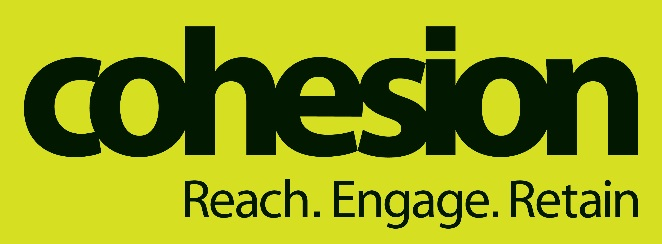 cohesion
Reach. Engage. Retain